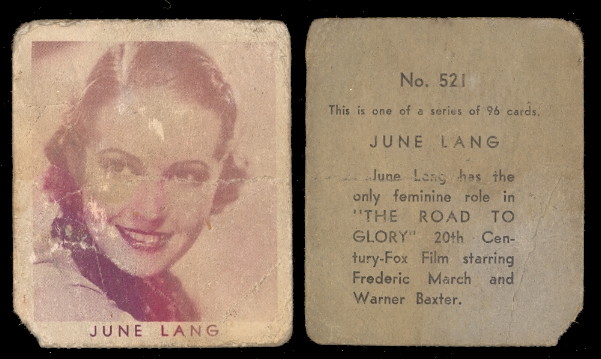 JUNE LANG
No. 521
This is one of a series of 96 cards.
JUNE LANG
June Lang has the
only feminine role in
"THE ROAD TO
GLORY" 20th Cen-
tury-Fox Film starring
Frederic March and
Warner Baxter.